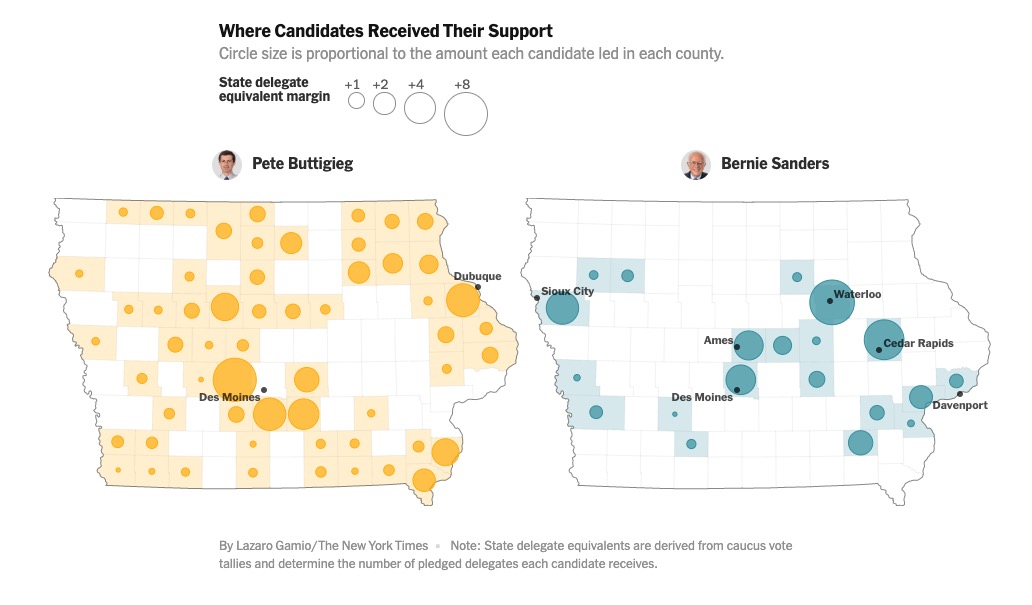 Where Candidates Received Their Support
Circle size is proportional to the amount each candidate led in each county.
State delegate
equivalent margin
+1 +2 +4 +8
Pete Buttigieg
Bernie Sanders
Dubuque
Des Moines
Sioux City
Waterloo
Ames
Cedar Rapids
Des Moines
Davenport
By Lazaro Gamio/The New York Times • Note: State delegate equivalents are derived from caucus vote
tallies and determine the number of pledged delegates each candidate receives.